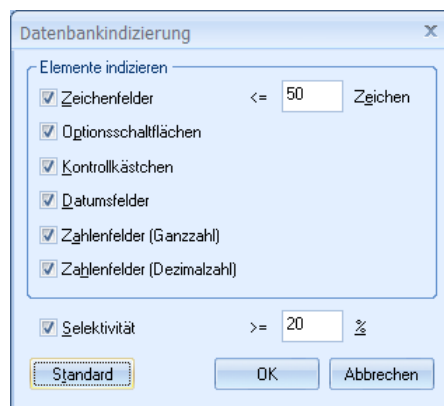 Datenbankindizierung x
Elemente indizieren
Zeichenfelder <= 50 Zeichen
Optionsschaltflächen
Kontrollkästchen
Datumsfelder
Zahlenfelder (Ganzzahl)
Zahlenfelder (Dezimalzahl)
Selektivität >= 20 %
Standard OK Abbrechen